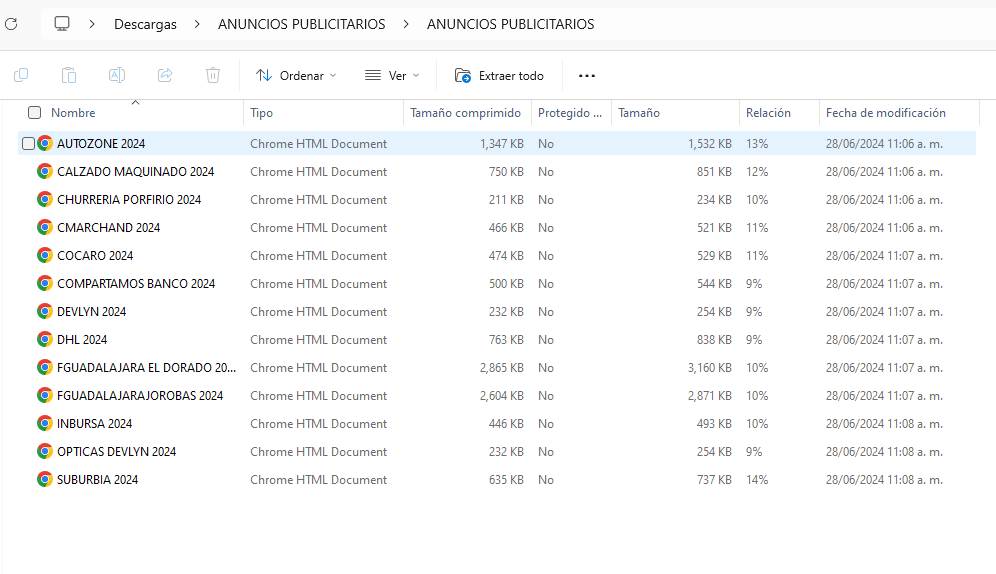 Descargas > ANUNCIOS PUBLICITARIOS > ANUNCIOS PUBLICITARIOS
Ordenar Ver Extraer todo ...
Nombre Tipo Tamaño comprimido Protegido ... Tamaño Relación Fecha de modificación
AUTOZONE 2024 Chrome HTML Document 1,347 KB No 1,532 KB 13% 28/06/2024 11:06 a. m.
CALZADO MAQUINADO 2024 Chrome HTML Document 750 KB No 851 KB 12% 28/06/2024 11:06 a. m.
CHURRERIA PORFIRIO 2024 Chrome HTML Document 211 KB No 234 KB 10% 28/06/2024 11:06 a. m.
CMARCHAND 2024 Chrome HTML Document 466 KB No 521 KB 11% 28/06/2024 11:06 a. m.
COCARO 2024 Chrome HTML Document 474 KB No 529 KB 11% 28/06/2024 11:07 a. m.
COMPARTAMOS BANCO 2024 Chrome HTML Document 500 KB No 544 KB 9% 28/06/2024 11:07 a. m.
DEVLYN 2024 Chrome HTML Document 232 KB No 254 KB 9% 28/06/2024 11:07 a. m.
DHL 2024 Chrome HTML Document 763 KB No 838 KB 9% 28/06/2024 11:07 a. m.
FGUADALAJARA EL DORADO 20... Chrome HTML Document 2,865 KB No 3,160 KB 10% 28/06/2024 11:07 a. m.
FGUADALAJARAJOROBAS 2024 Chrome HTML Document 2,604 KB No 2,871 KB 10% 28/06/2024 11:07 a. m.
INBURSA 2024 Chrome HTML Document 446 KB No 493 KB 10% 28/06/2024 11:08 a. m.
OPTICAS DEVLYN 2024 Chrome HTML Document 232 KB No 254 KB 9% 28/06/2024 11:08 a. m.
SUBURBIA 2024 Chrome HTML Document 635 KB No 737 KB 14% 28/06/2024 11:08 a. m.